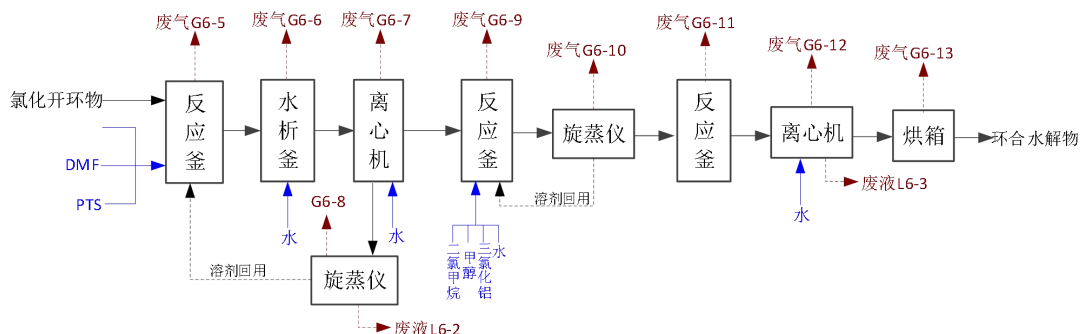 废气G6-5
废气G6-6
废气G6-7
废气G6-9
废气G6-10
废气G6-11
废气G6-12
废气G6-13
氯化开环物
DMF
PTS
反应釜
水析釜
离心机
反应釜
旋蒸仪
反应釜
离心机
烘箱
环合水解物
水
水
G6-8
溶剂回用
旋蒸仪
废液L6-2
溶剂回用
二氯甲烷
甲醇
三氯化铝
水
水
废液L6-3